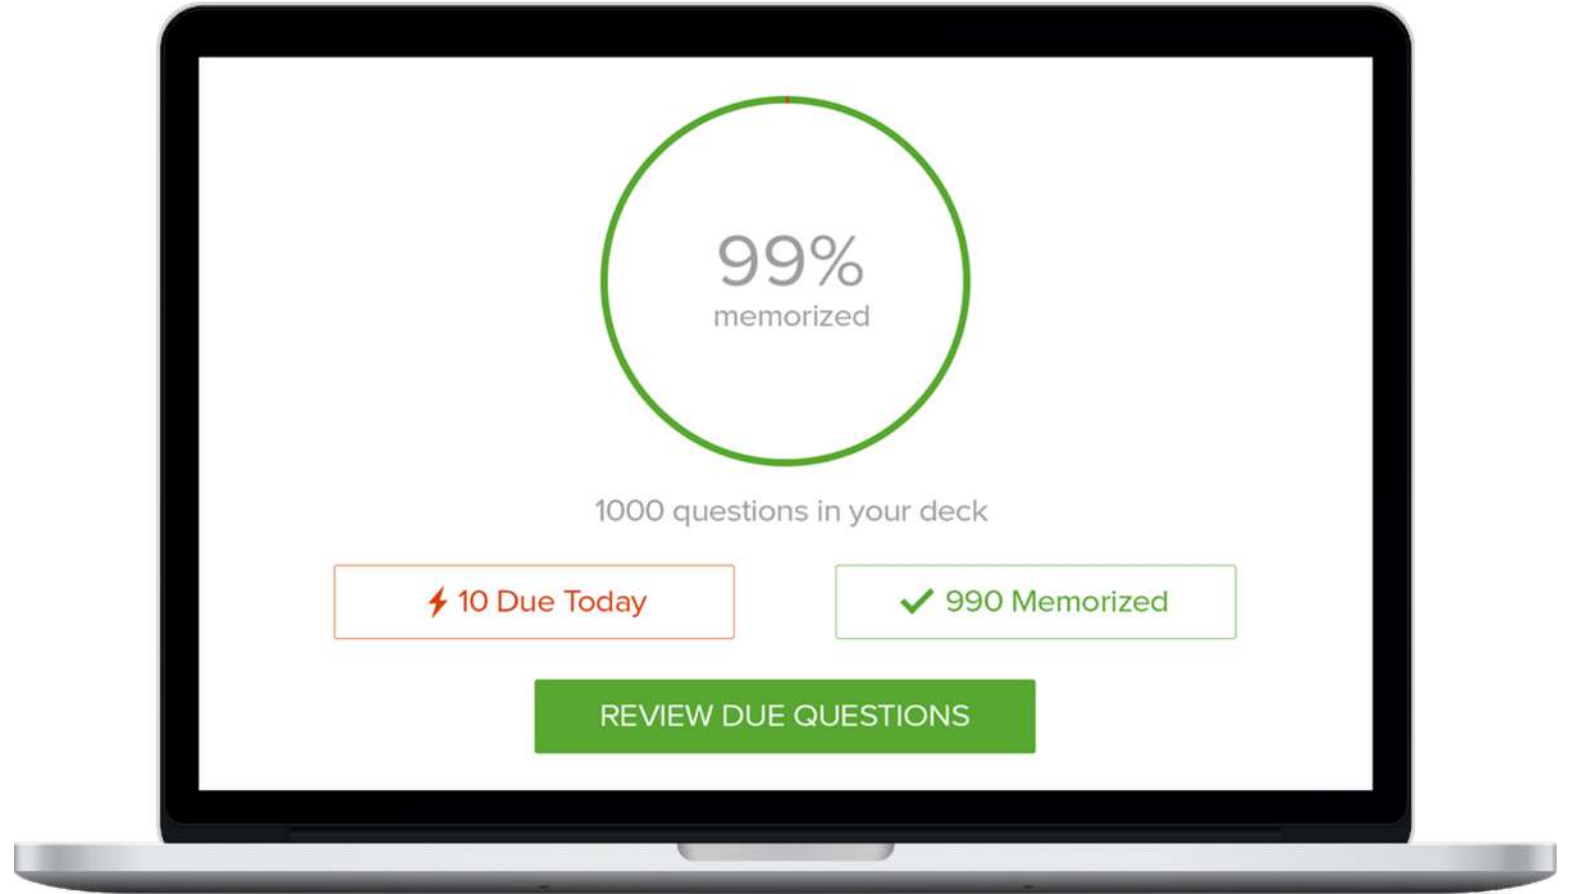 99%
memorized
1000 questions in your deck
10 Due Today
990 Memorized
REVIEW DUE QUESTIONS